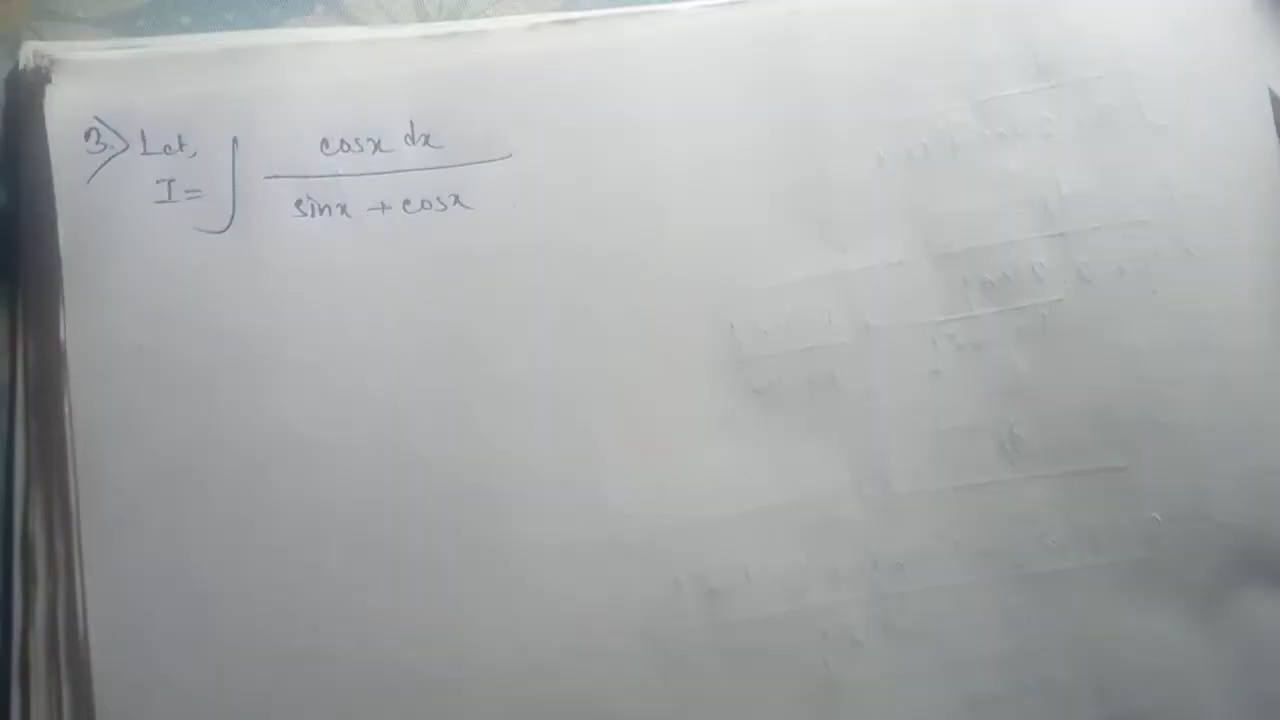 3.) Let,
I = ∫ cosx dx
sinx + cosx